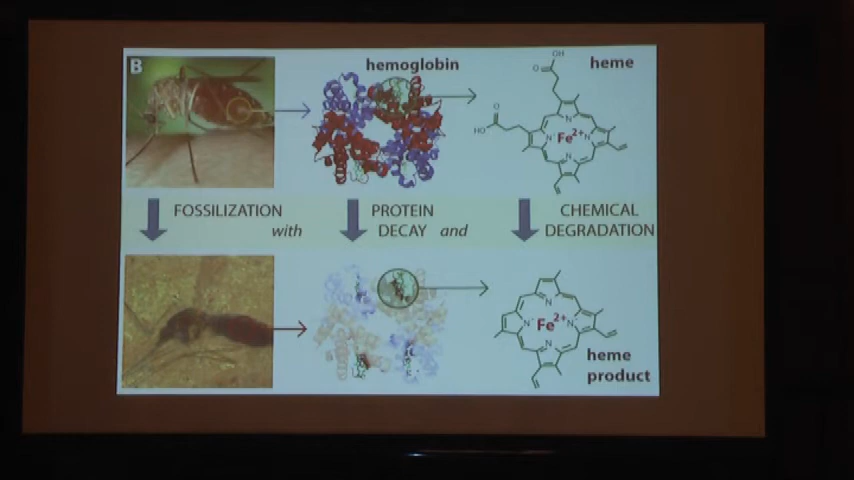 B
hemoglobin
heme
OH
O
O
HO
N
N
Fe2+
N
N
FOSSILIZATION
with
PROTEIN
DECAY and
CHEMICAL
DEGRADATION
N
N
Fe2+
N
N
heme
product